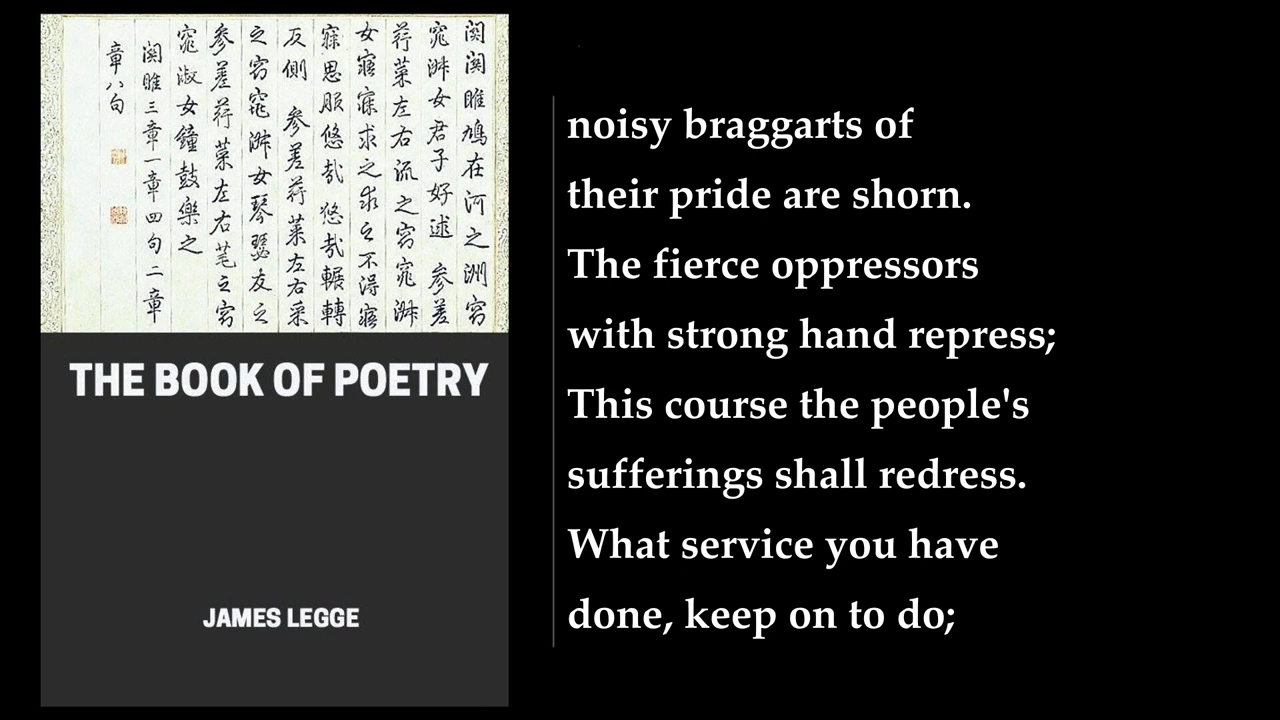 關關雎鳩在河之洲窈
窕淑女君子好逑 參差
荇菜左右流之窈窕淑
女寤寐求之求之不得寤
寐思服悠哉悠哉輾轉
反側 參差荇菜左右采
之窈窕淑女琴瑟友之
參差荇菜左右芼之窈
窕淑女鐘鼓樂之
關雎三章一章四句二章
章八句
THE BOOK OF POETRY
JAMES LEGGE
noisy braggarts of
their pride are shorn.
The fierce oppressors
with strong hand repress;
This course the people's
sufferings shall redress.
What service you have
done, keep on to do;